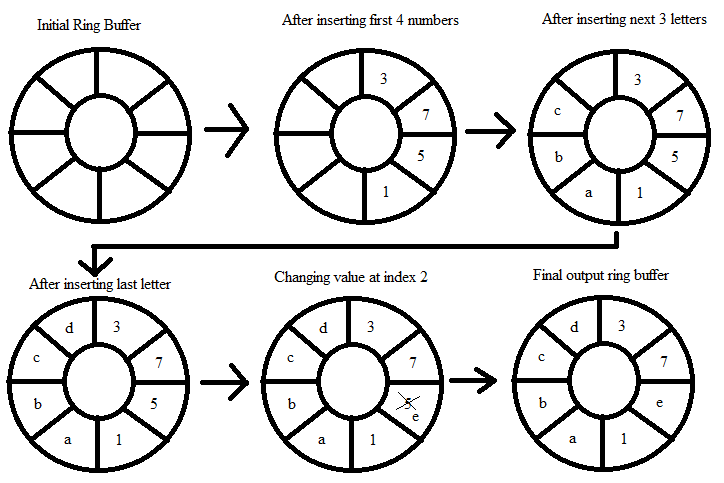 Initial Ring Buffer
After inserting first 4 numbers
After inserting next 3 letters
3
7
5
1
3
7
5
1
a
b
c
After inserting last letter
Changing value at index 2
Final output ring buffer
d
3
7
5
1
a
b
c
d
3
7
5
e
1
a
b
c
d
3
7
e
1
a
b
c